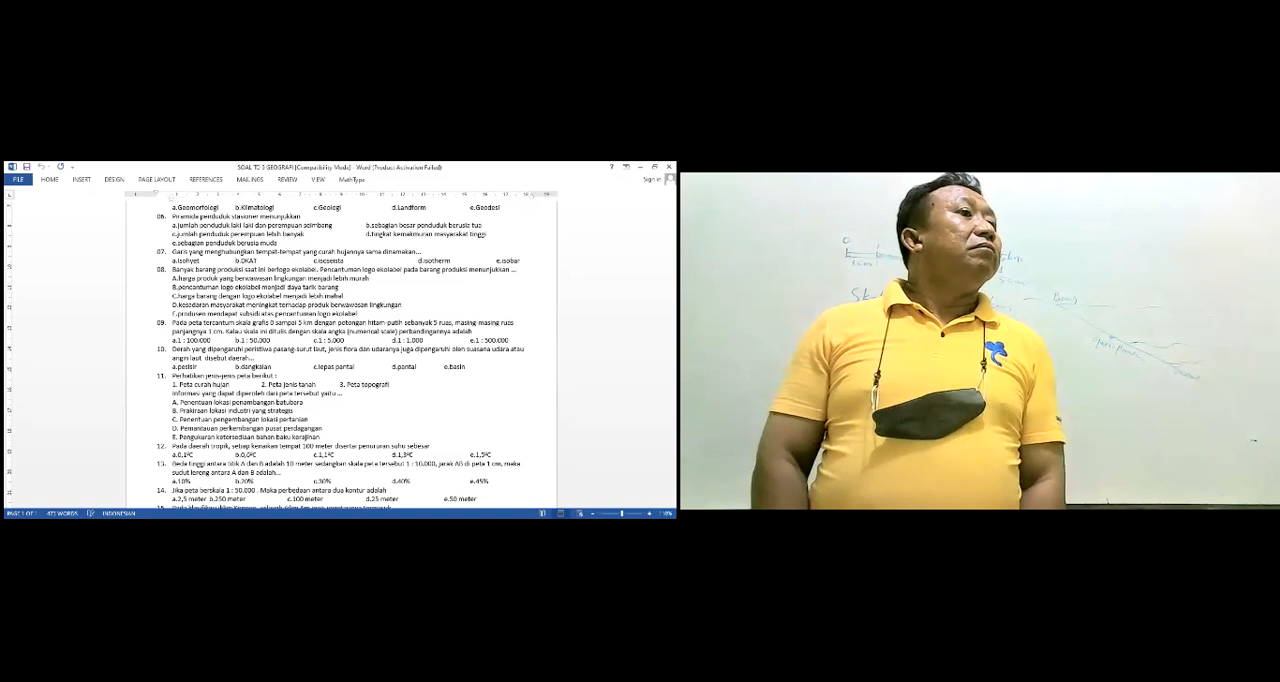 SOAL TO 5 GEOGRAFI [Compatibility Mode] - Word (Product Activation Failed)
FILE HOME INSERT DESIGN PAGE LAYOUT REFERENCES MAILINGS REVIEW VIEW MathType Sign in
a.Geomorfologi b.Klimatologi c.Geologi d.Landform e.Geodesi
06. Piramida penduduk stasioner menunjukkan
a.jumlah penduduk laki laki dan perempuan seimbang b.sebagian besar penduduk berusia tua
c.jumlah penduduk perempuan lebih banyak d.tingkat kemakmuran masyarakat tinggi
e.sebagian penduduk berusia muda
07. Garis yang menghubungkan tempat-tempat yang curah hujannya sama dinamakan...
a.isohyet b.DKAT c.isoseista d.isotherm e.isobar
08. Banyak barang produksi saat ini berlogo ekolabel. Pencantuman logo ekolabel pada barang produksi menunjukkan ...
A.harga produk yang berwawasan lingkungan menjadi lebih murah
B.pencantuman logo ekolabel menjadi daya tarik barang
C.harga barang dengan logo ekolabel menjadi lebih mahal
D.kesadaran masyarakat meningkat terhadap produk berwawasan lingkungan
E.produsen mendapat subsidi atas pencantuman logo ekolabel
09. Pada peta tercantum skala grafis 0 sampai 5 km dengan potongan hitam-putih sebanyak 5 ruas, masing-masing ruas
panjangnya 1 cm. Kalau skala ini ditulis dengan skala angka (numerical scale) perbandingannya adalah
a.1 : 100.000 b.1 : 50.000 c.1 : 5.000 d.1 : 1.000 e.1 : 500.000
10. Derah yang dipengaruhi peristiwa pasang-surut laut, jenis flora dan udaranya juga dipengaruhi oleh suasana udara atau
angin laut disebut daerah...
a.pesisir b.dangkalan c.lepas pantai d.pantai e.basin
11. Perhatikan jenis-jenis peta berikut :
1. Peta curah hujan 2. Peta jenis tanah 3. Peta topografi
Informasi yang dapat diperoleh dari peta tersebut yaitu ...
A. Penentuan lokasi penambangan batubara
B. Prakiraan lokasi industri yang strategis
C. Penentuan pengembangan lokasi pertanian
D. Pemantauan perkembangan pusat perdagangan
E. Pengukuran ketersediaan bahan baku kerajinan
12. Pada daerah tropik, setiap kenaikan tempat 100 meter disertai penurunan suhu sebesar
a.0,1ºC b.0,6ºC c.1,1ºC d.1,3ºC e.1,5ºC
13. Beda tinggi antara titik A dan B adalah 10 meter sedangkan skala peta tersebut 1 : 10.000, jarak AB di peta 1 cm, maka
sudut lereng antara A dan B adalah...
a.10% b.20% c.30% d.40% e.45%
14. Jika peta berskala 1 : 50.000 . Maka perbedaan antara dua kontur adalah
a.2,5 meter b.250 meter c.100 meter d.25 meter e.50 meter
PAGE 1 OF 473 WORDS INDONESIAN
0
1cm
5cm